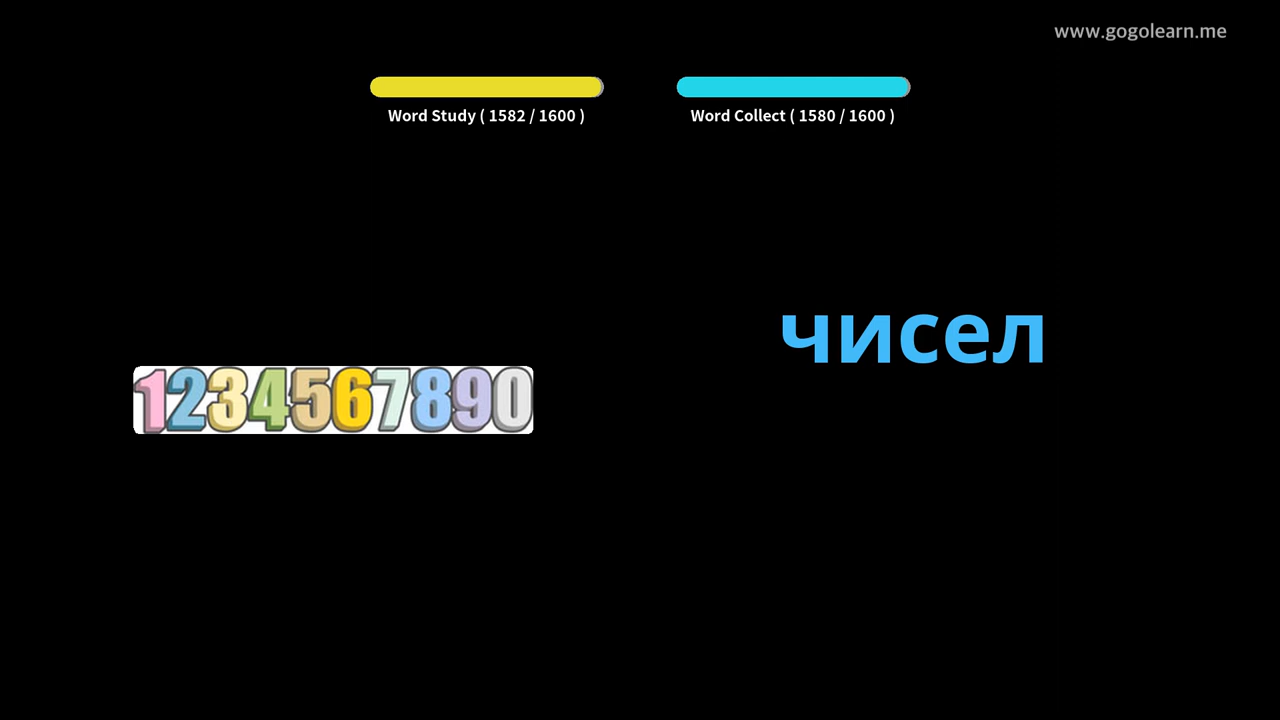 www.gogolearn.me
Word Study ( 1582 / 1600 )
Word Collect ( 1580 / 1600 )
чисел
1234567890